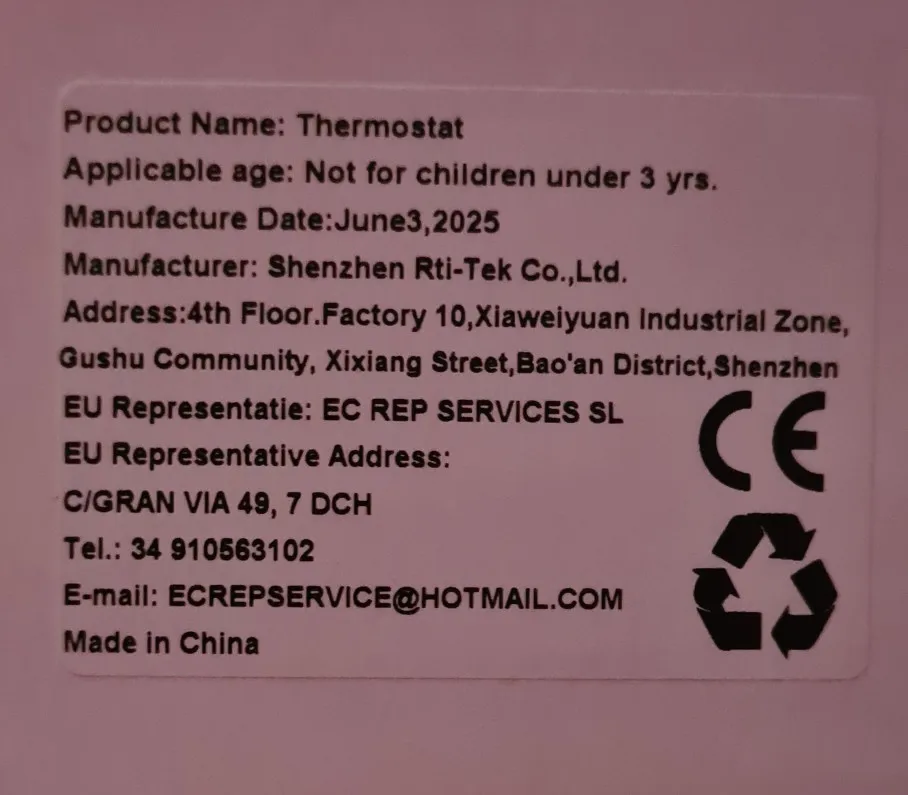 Product Name: Thermostat
Applicable age: Not for children under 3 yrs.
Manufacture Date:June3,2025
Manufacturer: Shenzhen Rti-Tek Co.,Ltd.
Address:4th Floor.Factory 10,Xiaweiyuan Industrial Zone,
Gushu Community, Xixiang Street,Bao'an District,Shenzhen
EU Representatie: EC REP SERVICES SL
EU Representative Address:
C/GRAN VIA 49, 7 DCH
Tel.: 34 910563102
E-mail: ECREPSERVICE@HOTMAIL.COM
Made in China
CE